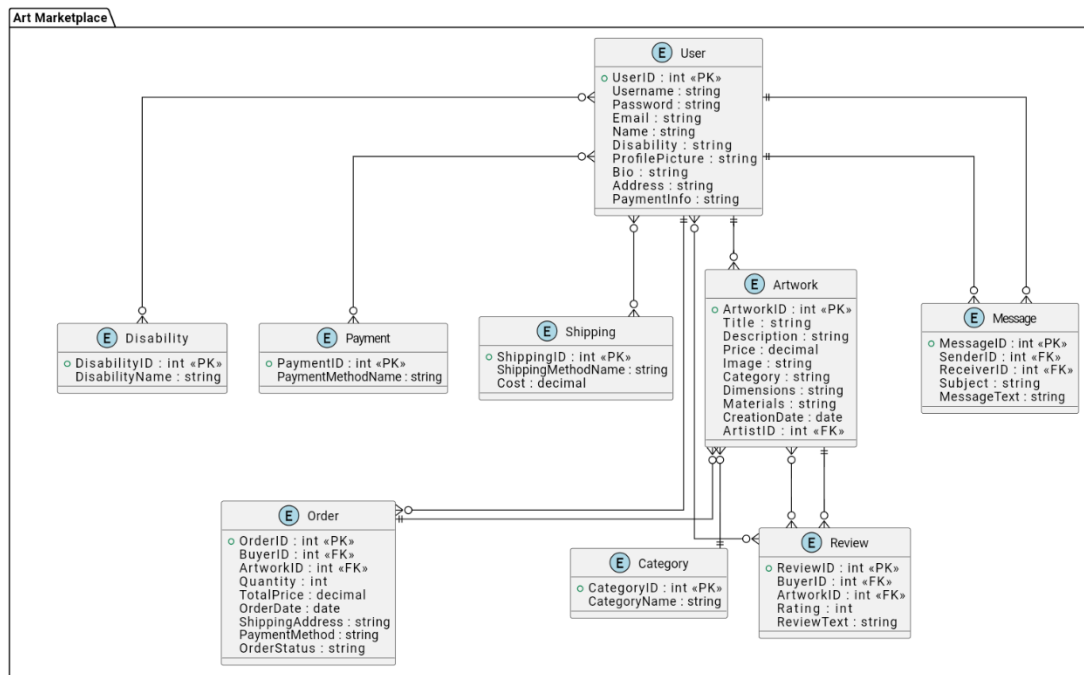 Art Marketplace
E User
UserID : int «PK»
Username : string
Password : string
Email : string
Name : string
Disability : string
ProfilePicture : string
Bio : string
Address : string
PaymentInfo : string
E Disability
DisabilityID : int «PK»
DisabilityName : string
E Payment
PaymentID : int «PK»
PaymentMethodName : string
E Shipping
ShippingID : int «PK»
ShippingMethodName : string
Cost : decimal
E Artwork
ArtworkID : int «PK»
Title : string
Description : string
Price : decimal
Image : string
Category : string
Dimensions : string
Materials : string
CreationDate : date
ArtistID : int «FK»
E Message
MessageID : int «PK»
SenderID : int «FK»
ReceiverID : int «FK»
Subject : string
MessageText : string
E Order
OrderID : int «PK»
BuyerID : int «FK»
ArtworkID : int «FK»
Quantity : int
TotalPrice : decimal
OrderDate : date
ShippingAddress : string
PaymentMethod : string
OrderStatus : string
E Category
CategoryID : int «PK»
CategoryName : string
E Review
ReviewID : int «PK»
BuyerID : int «FK»
ArtworkID : int «FK»
Rating : int
ReviewText : string